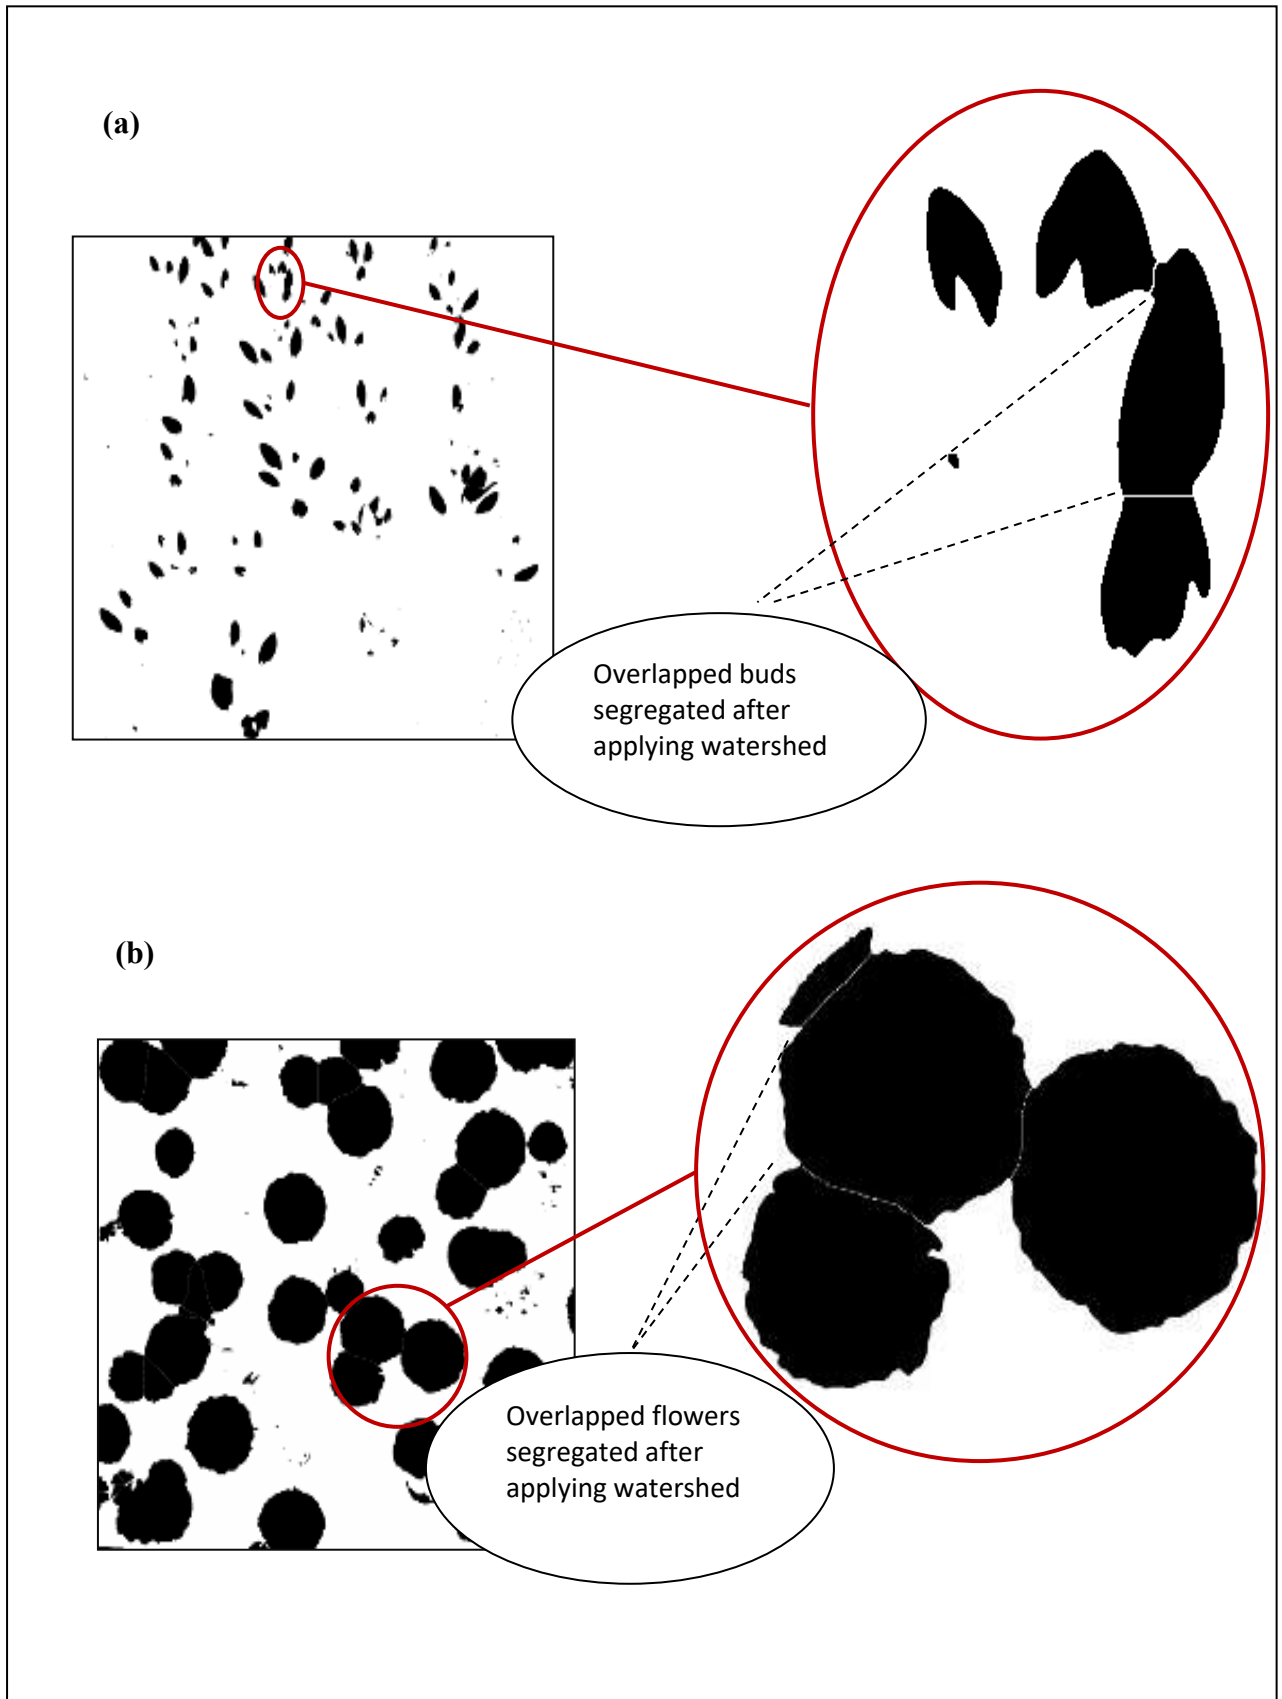 (a)
Overlapped buds
segregated after
applying watershed
(b)
Overlapped flowers
segregated after
applying watershed